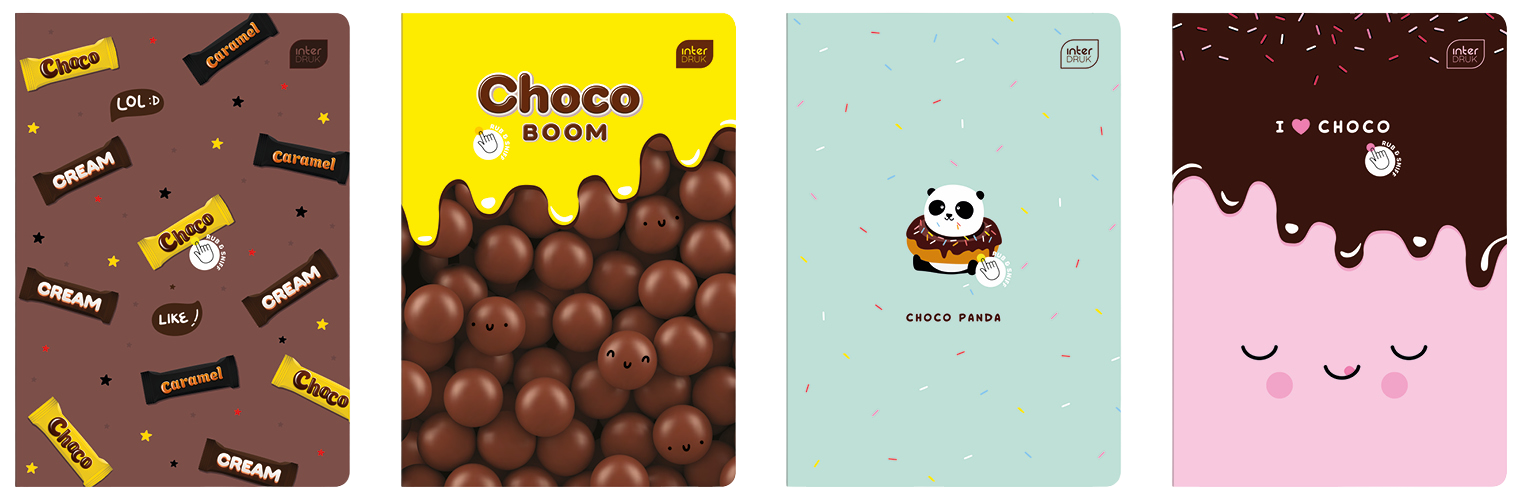 Choco
Caramel
inter
DRUK
LOL :D
CREAM
Caramel
Choco
RUB & SNIFF
CREAM
CREAM
LIKE!
Caramel
Choco
Choco
CREAM
inter
DRUK
Choco
BOOM
RUB & SNIFF
inter
DRUK
RUB & SNIFF
CHOCO PANDA
inter
DRUK
I ♥ CHOCO
RUB & SNIFF